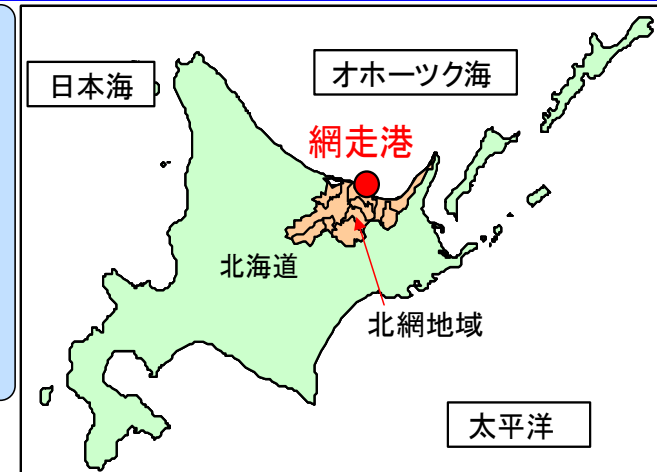 日本海
オホーツク海
網走港
北海道
北網地域
太平洋